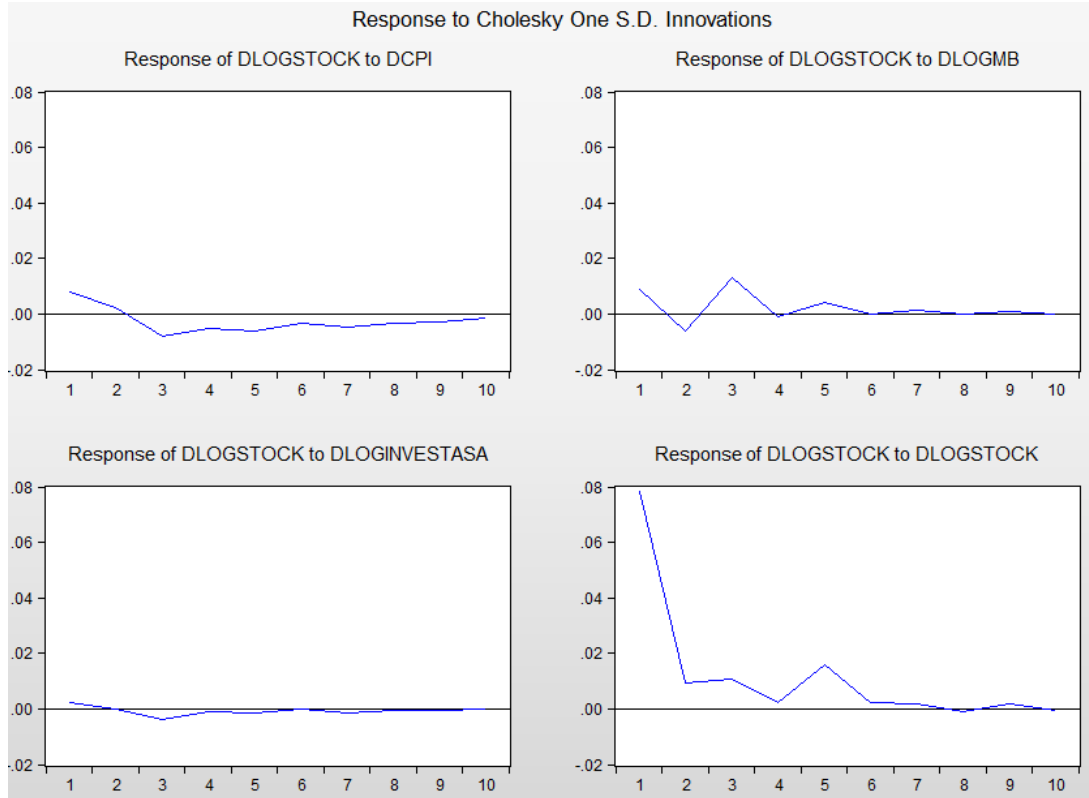 Response to Cholesky One S.D. Innovations
Response of DLOGSTOCK to DCPI
.08
.06
.04
.02
.00
-.02
1 2 3 4 5 6 7 8 9 10
Response of DLOGSTOCK to DLOGMB
.08
.06
.04
.02
.00
-.02
1 2 3 4 5 6 7 8 9 10
Response of DLOGSTOCK to DLOGINVESTASA
.08
.06
.04
.02
.00
-.02
1 2 3 4 5 6 7 8 9 10
Response of DLOGSTOCK to DLOGSTOCK
.08
.06
.04
.02
.00
-.02
1 2 3 4 5 6 7 8 9 10